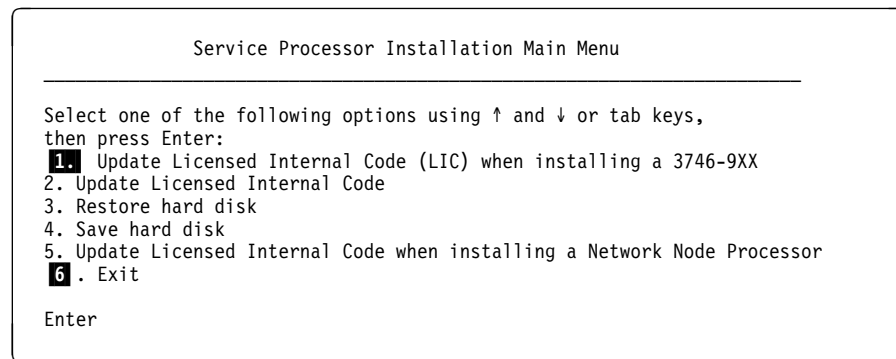 Service Processor Installation Main Menu
Select one of the following options using ↑ and ↓ or tab keys,
then press Enter:
1. Update Licensed Internal Code (LIC) when installing a 3746-9XX
2. Update Licensed Internal Code
3. Restore hard disk
4. Save hard disk
5. Update Licensed Internal Code when installing a Network Node Processor
6 . Exit
Enter